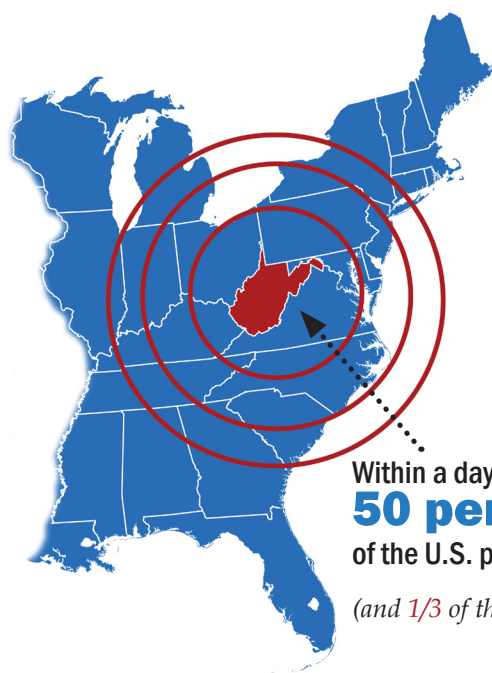 Within a day
50 per
of the U.S. p
(and 1/3 of th